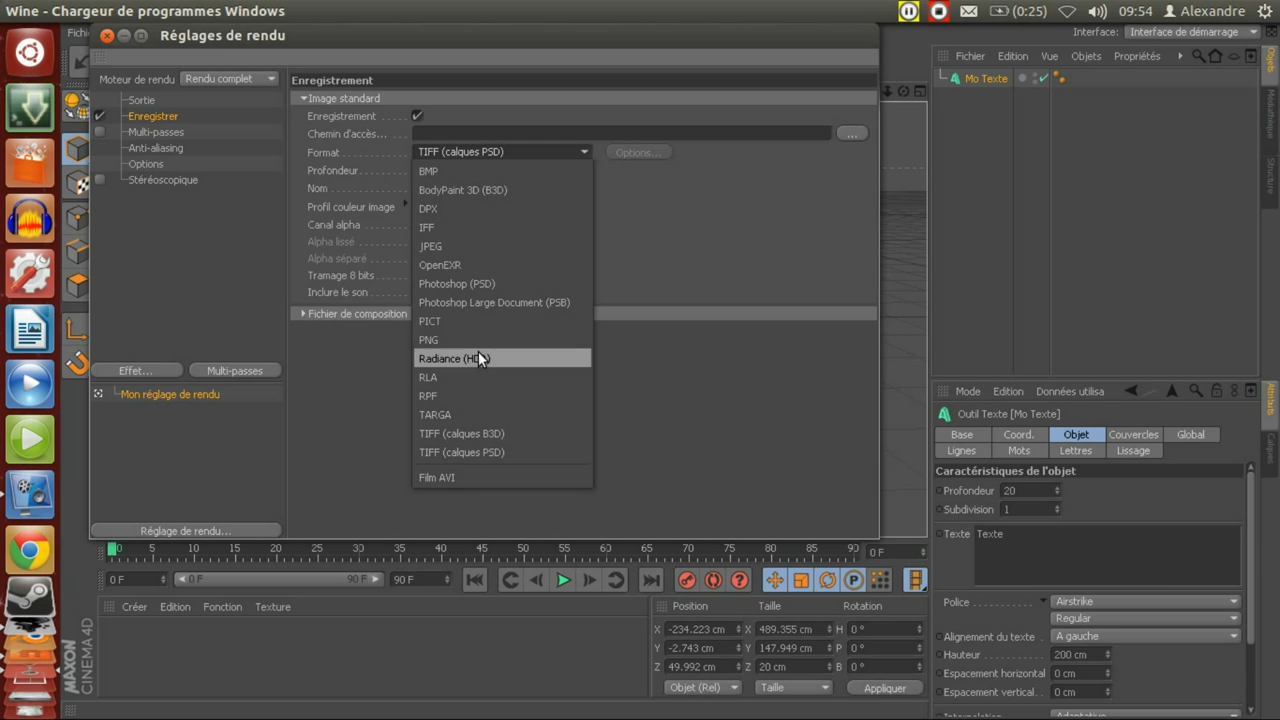 Wine - Chargeur de programmes Windows
(0:25)
09:54
Alexandre
Fichi
Interface:
Interface de démarrage
Réglages de rendu
Moteur de rendu
Rendu complet
Sortie
Enregistrer
Multi-passes
Anti-aliasing
Options
Stéréoscopique
Effet...
Multi-passes
Mon réglage de rendu
Réglage de rendu...
Enregistrement
Image standard
Enregistrement
Chemin d'accès...
...
Format
TIFF (calques PSD)
Options...
Profondeur
Nom
Profil couleur image
Canal alpha
Alpha lissé
Alpha séparé
Tramage 8 bits
Inclure le son
Fichier de composition
BMP
BodyPaint 3D (B3D)
DPX
IFF
JPEG
OpenEXR
Photoshop (PSD)
Photoshop Large Document (PSB)
PICT
PNG
Radiance (HD
RLA
RPF
TARGA
TIFF (calques B3D)
TIFF (calques PSD)
Film AVI
Fichier
Edition
Vue
Objets
Propriétés
Mo Texte
Objets
Médiathèque
Structure
Mode
Edition
Données utilisa
Outil Texte [Mo Texte]
Base
Coord.
Objet
Couvercles
Global
Lignes
Mots
Lettres
Lissage
Attributs
Calques
Caractéristiques de l'objet
Profondeur
20
Subdivision
1
Texte
Texte
Police
Airstrike
Regular
Alignement du texte
A gauche
Hauteur
200 cm
Espacement horizontal
0 cm
Espacement vertical.
0 cm
Adaptative
0 5 10 15 20 25 30 35 40 45 50 55 60 65 70 75 80 85 90
0 F
0 F
0 F
90 F
90 F
Créer
Edition
Fonction
Texture
MAXON
CINEMA 4D
Position
Taille
Rotation
X -234.223 cm
X 489.355 cm
H 0 °
Y -2.743 cm
Y 147.949 cm
P 0 °
Z 49.992 cm
Z 20 cm
B 0 °
Objet (Rel)
Taille
Appliquer